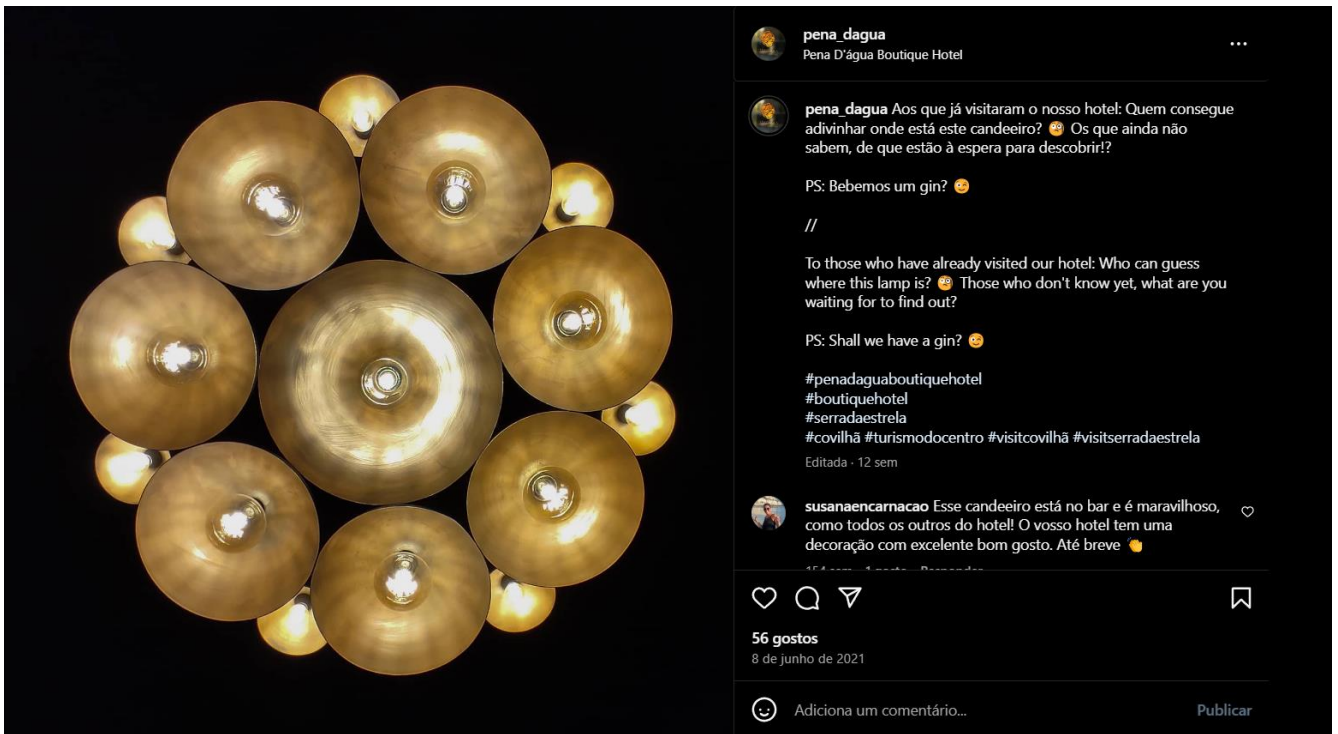 pena_dagua
Pena D'água Boutique Hotel
pena_dagua Aos que já visitaram o nosso hotel: Quem consegue
adivinhar onde está este candeeiro? 🧐 Os que ainda não
sabem, de que estão à espera para descobrir!?
PS: Bebemos um gin? 😉
//
To those who have already visited our hotel: Who can guess
where this lamp is? 🧐 Those who don't know yet, what are you
waiting for to find out?
PS: Shall we have a gin? 😉
#penadaguaboutiquehotel
#boutiquehotel
#serradaestrela
#covilhã #turismodocentro #visitcovilhã #visitserradaestrela
Editada · 12 sem
susanaencarnacao Esse candeeiro está no bar e é maravilhoso,
como todos os outros do hotel! O vosso hotel tem uma
decoração com excelente bom gosto. Até breve 👏
154 sem 1 gosto Responder
56 gostos
8 de junho de 2021
Adiciona um comentário...
Publicar